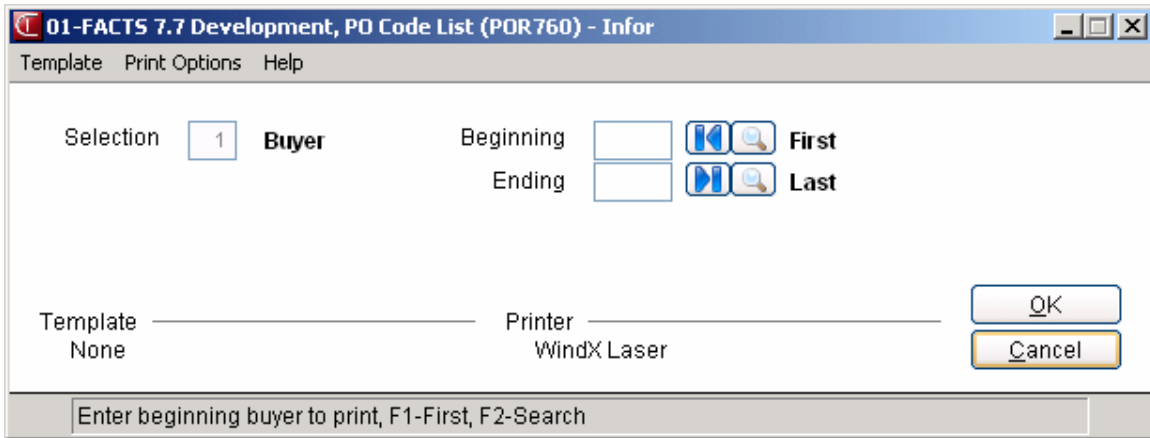 01-FACTS 7.7 Development, PO Code List (POR760) - Infor
Template Print Options Help
Selection 1 Buyer Beginning First
Ending Last
Template Printer
None WindX Laser
OK
Cancel
Enter beginning buyer to print, F1-First, F2-Search